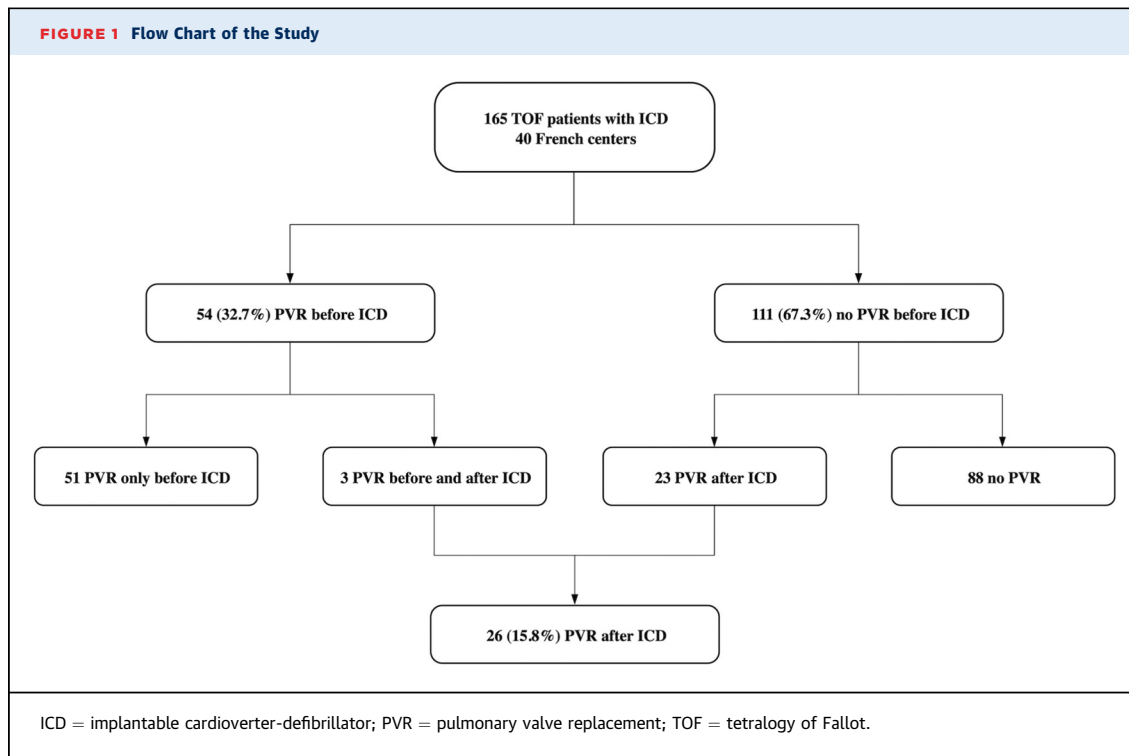 FIGURE 1 Flow Chart of the Study
165 TOF patients with ICD
40 French centers
54 (32.7%) PVR before ICD
111 (67.3%) no PVR before ICD
51 PVR only before ICD
3 PVR before and after ICD
23 PVR after ICD
88 no PVR
26 (15.8%) PVR after ICD
ICD = implantable cardioverter-defibrillator; PVR = pulmonary valve replacement; TOF = tetralogy of Fallot.